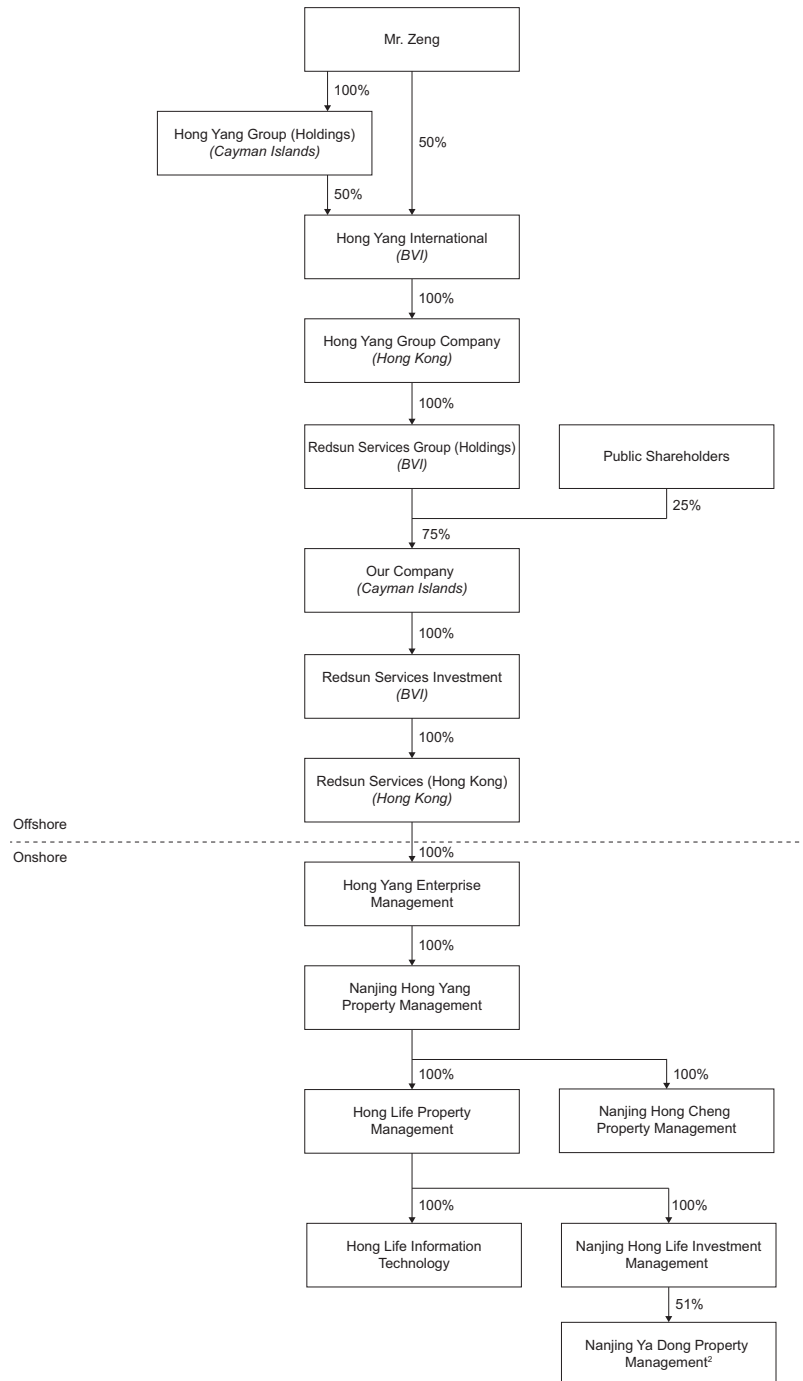 Mr. Zeng
100%
Hong Yang Group (Holdings)
(Cayman Islands)
50%
50%
Hong Yang International
(BVI)
100%
Hong Yang Group Company
(Hong Kong)
100%
Redsun Services Group (Holdings)
(BVI)
Public Shareholders
25%
75%
Our Company
(Cayman Islands)
100%
Redsun Services Investment
(BVI)
100%
Redsun Services (Hong Kong)
(Hong Kong)
Offshore
Onshore
100%
Hong Yang Enterprise
Management
100%
Nanjing Hong Yang
Property Management
100%
100%
Hong Life Property
Management
Nanjing Hong Cheng
Property Management
100%
100%
Hong Life Information
Technology
Nanjing Hong Life Investment
Management
51%
Nanjing Ya Dong Property
Management²